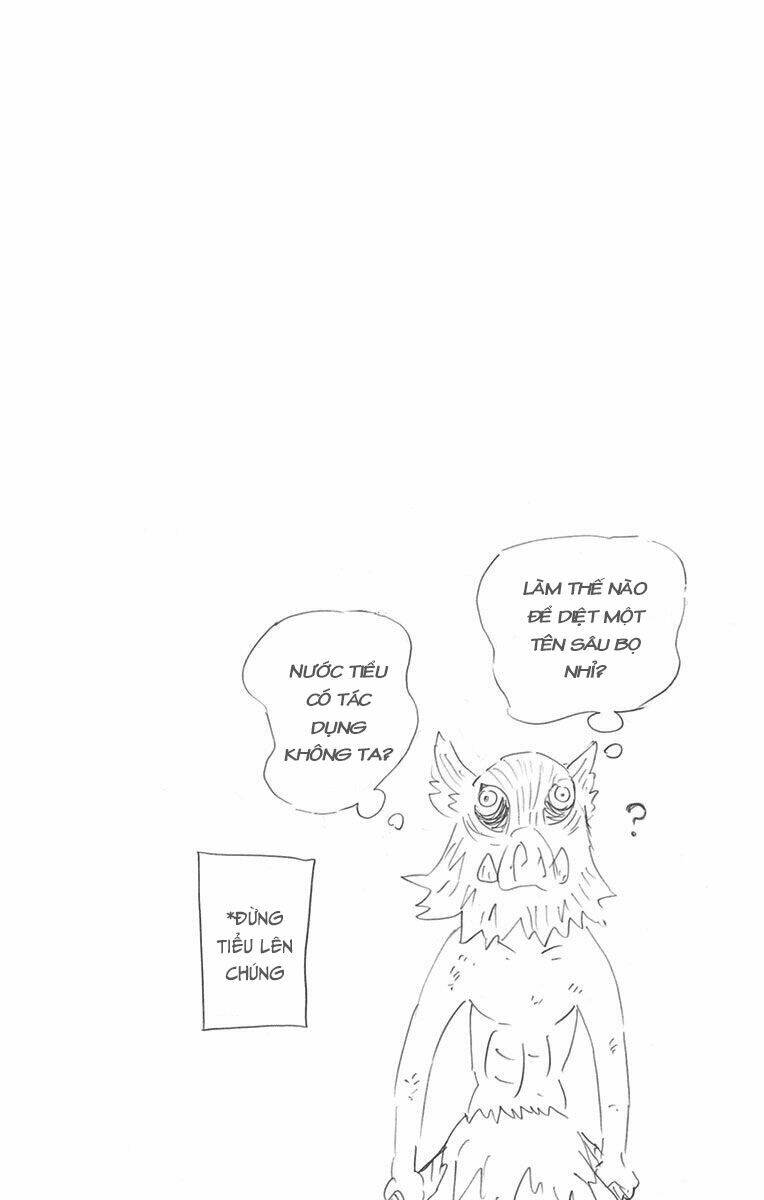 LÀM THẾ NÀO
ĐỂ DIỆT MỘT
TÊN SÂU BỌ
NHỈ?
NƯỚC TIỂU
CÓ TÁC
DỤNG
KHÔNG TA?
?
*ĐỪNG
TIỂU LÊN
CHÚNG